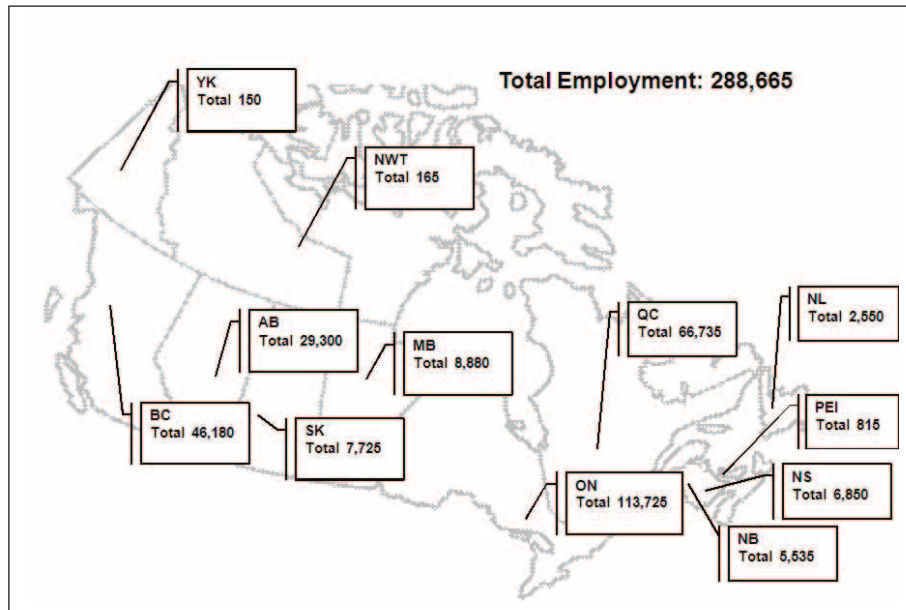 YK
Total 150
Total Employment: 288,665
NWT
Total 165
AB
Total 29,300
MB
Total 8,880
QC
Total 66,735
NL
Total 2,550
BC
Total 46,180
SK
Total 7,725
PEI
Total 815
ON
Total 113,725
NS
Total 6,850
NB
Total 5,535